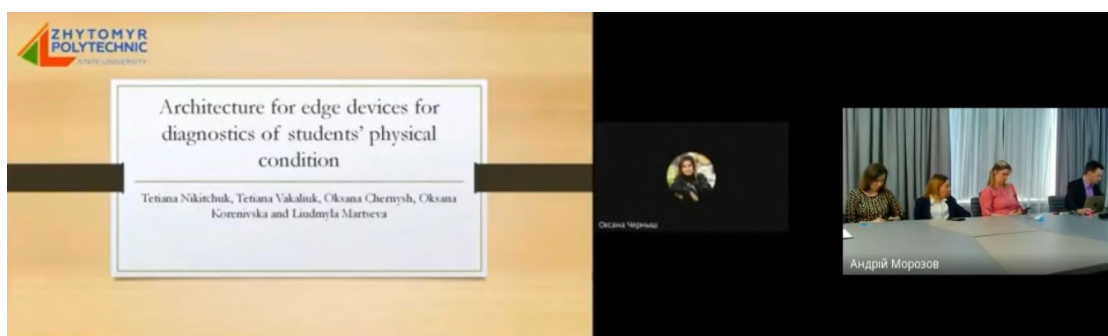 ZHYTOMYR
POLYTECHNIC
STATE UNIVERSITY
Architecture for edge devices for
diagnostics of students' physical
condition
Tetiana Nikitchuk, Tetiana Vakaliuk, Oksana Chernysh, Oksana
Korenivska and Liudmyla Martseva
Оксана Черныш
Андрій Морозов